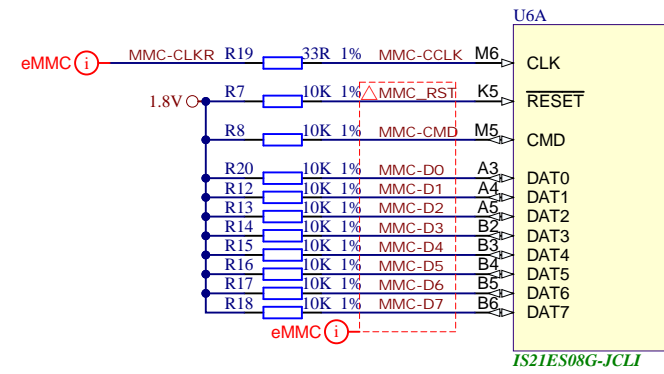 U6A
eMMC i MMC-CLKR R19 33R 1% MMC-CCLK M6 CLK
1.8V R7 10K 1% MMC_RST K5 RESET
R8 10K 1% MMC-CMD M5 CMD
R20 10K 1% MMC-D0 A3 DAT0
R12 10K 1% MMC-D1 A4 DAT1
R13 10K 1% MMC-D2 A5 DAT2
R14 10K 1% MMC-D3 B2 DAT3
R15 10K 1% MMC-D4 B3 DAT4
R16 10K 1% MMC-D5 B4 DAT5
R17 10K 1% MMC-D6 B5 DAT6
R18 10K 1% MMC-D7 B6 DAT7
eMMC i
IS21ES08G-JCLI